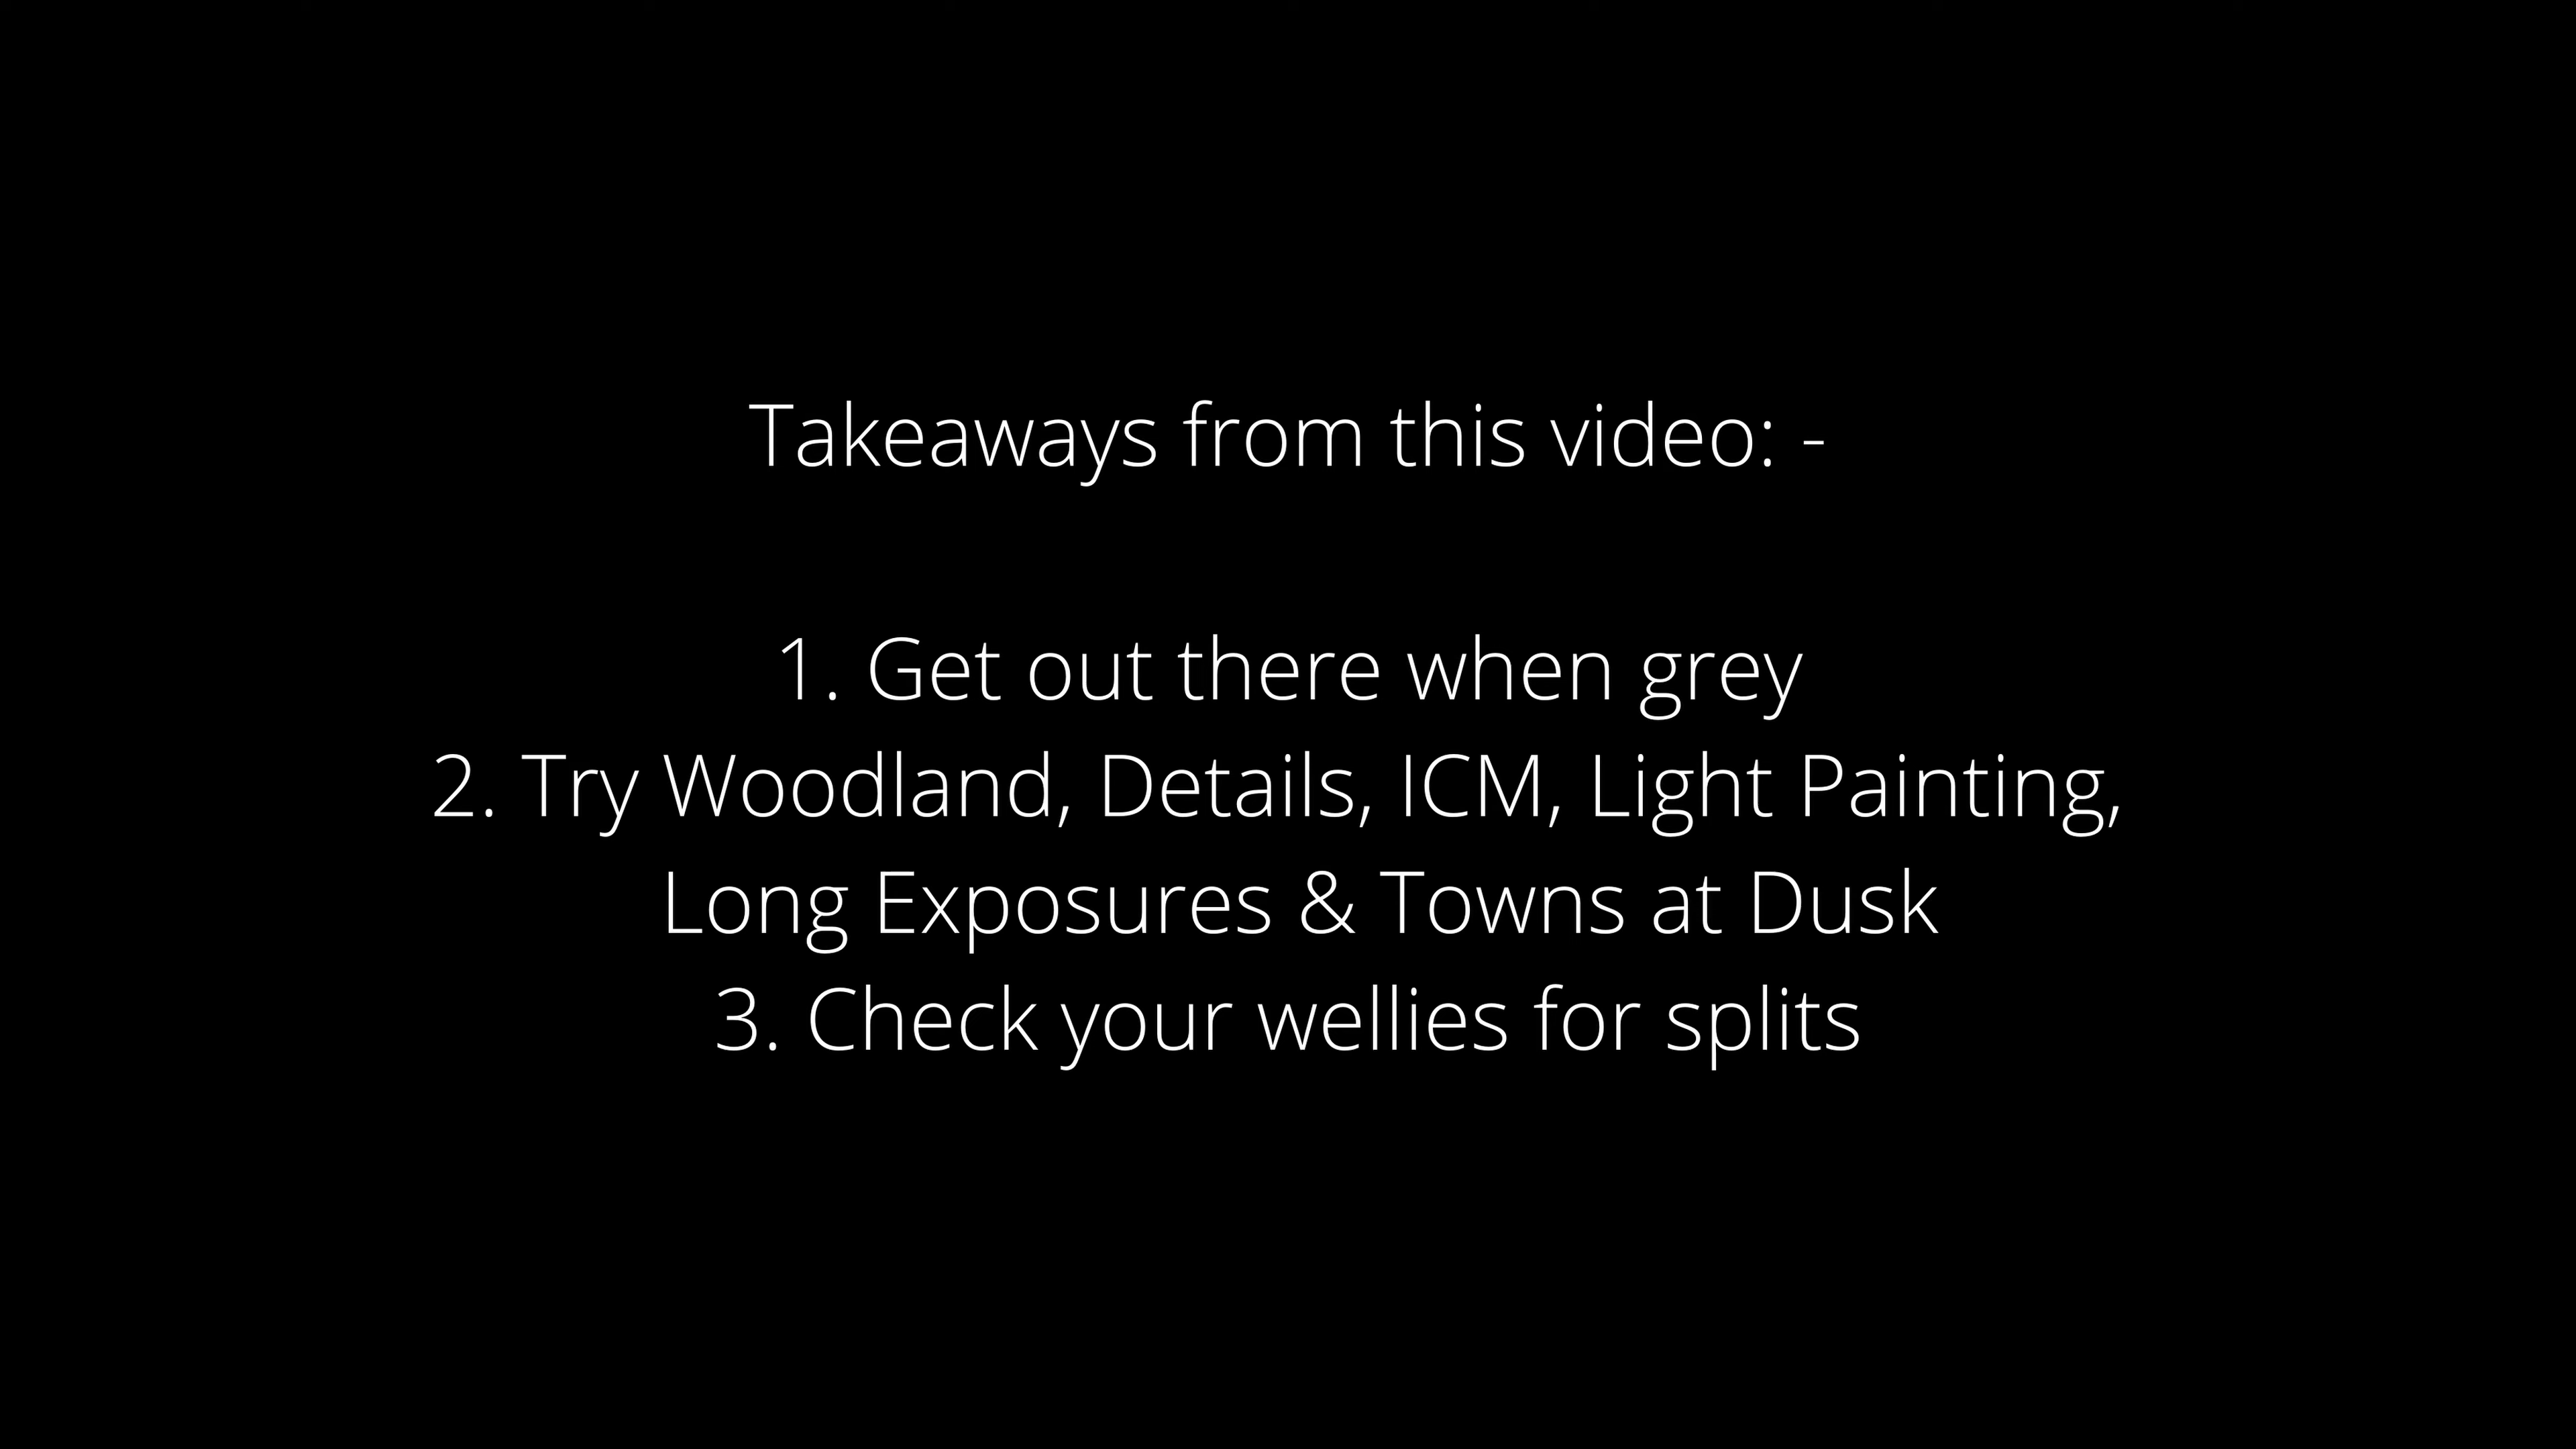 Takeaways from this video: -
1. Get out there when grey
2. Try Woodland, Details, ICM, Light Painting,
Long Exposures & Towns at Dusk
3. Check your wellies for splits